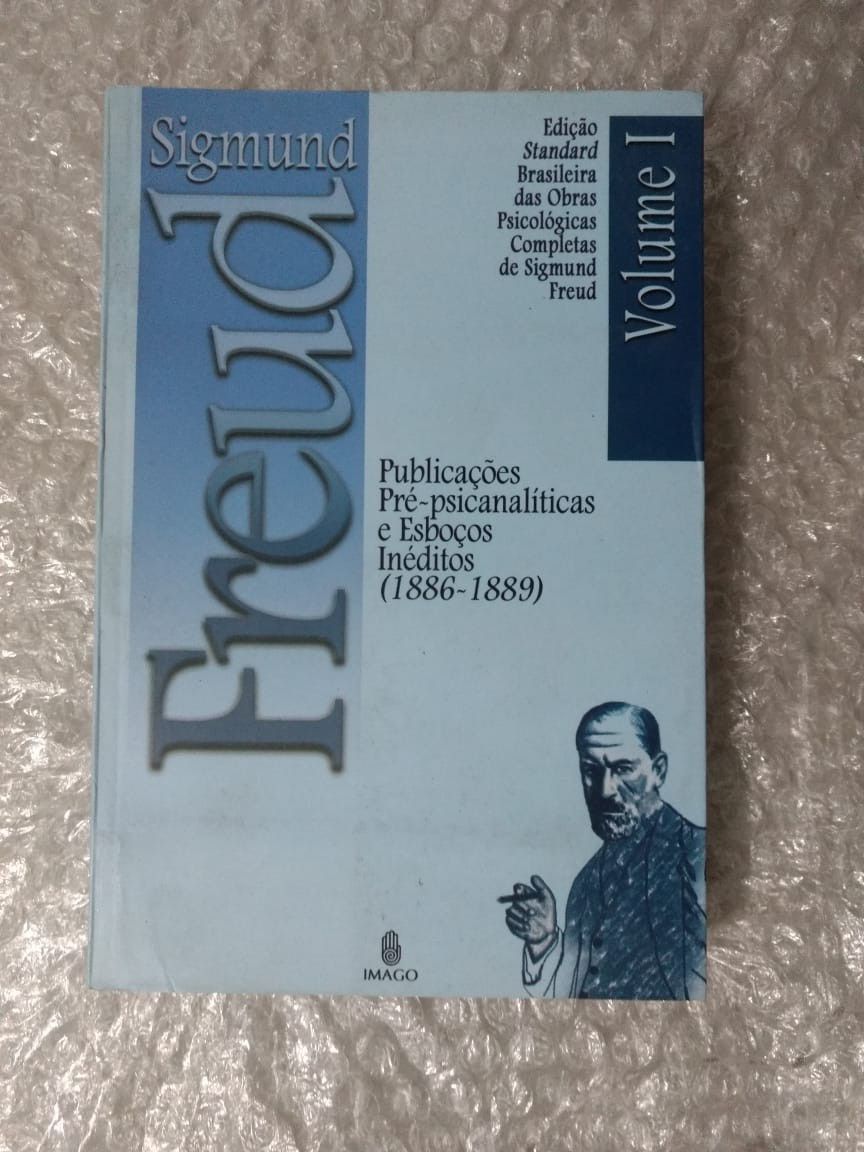 Sigmund
Freud
Edição
Standard
Brasileira
das Obras
Psicológicas
Completas
de Sigmund
Freud
Volume I
Publicações
Pré-psicanalíticas
e Esboços
Inéditos
(1886-1889)
IMAGO